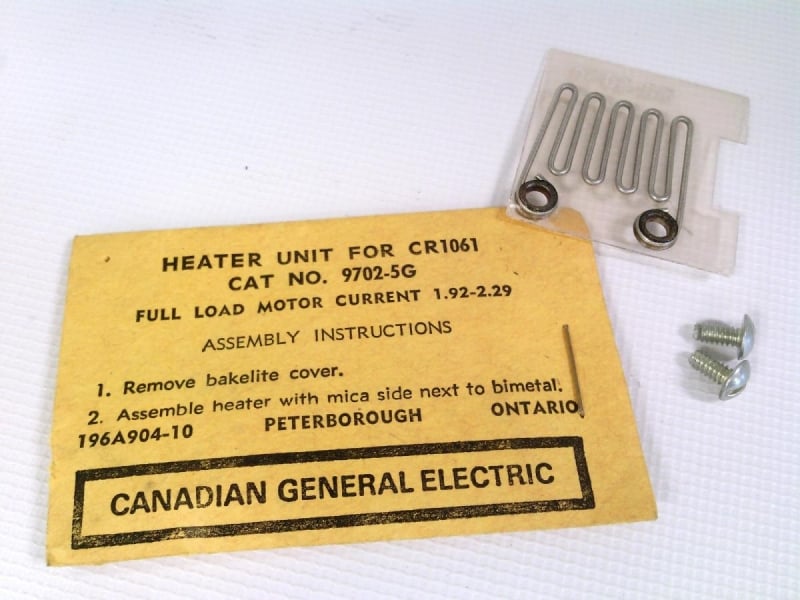 HEATER UNIT FOR CR1061
CAT NO. 9702-5G
FULL LOAD MOTOR CURRENT 1.92-2.29
ASSEMBLY INSTRUCTIONS
1. Remove bakelite cover.
2. Assemble heater with mica side next to bimetal.
196A904-10 PETERBOROUGH ONTARIO
CANADIAN GENERAL ELECTRIC